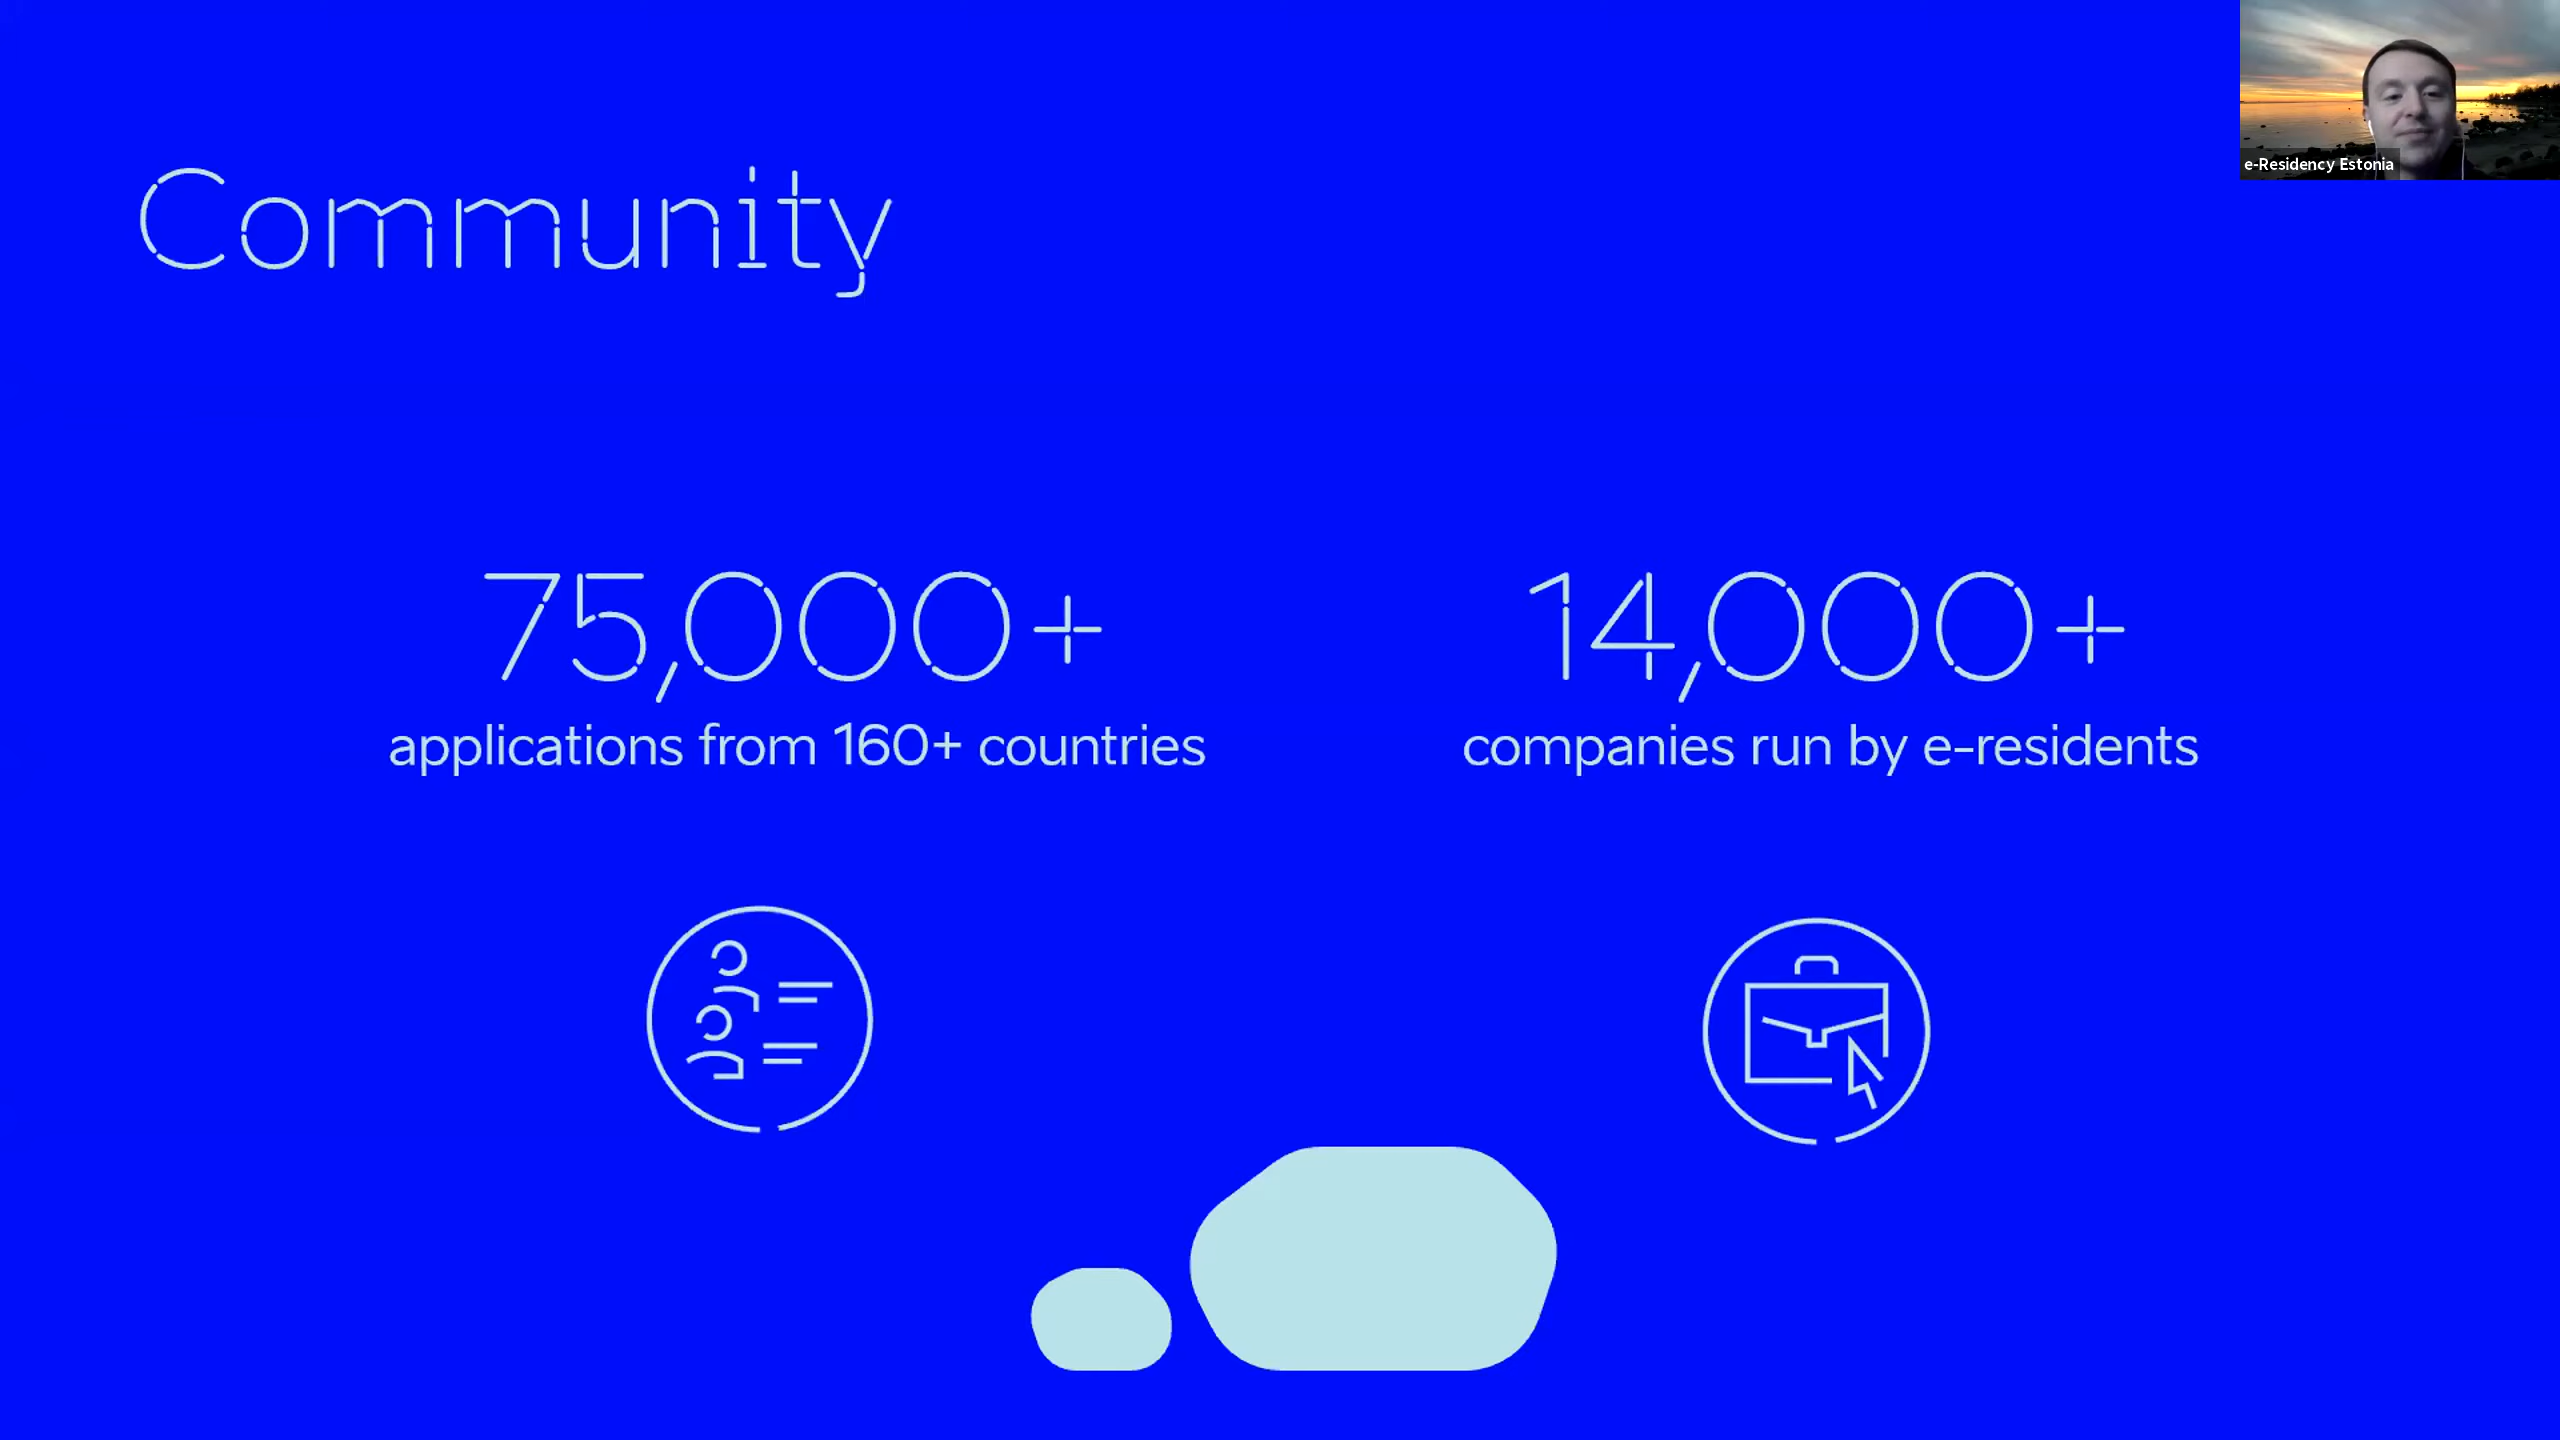 e-Residency Estonia
Community
75,000+
applications from 160+ countries
14,000+
companies run by e-residents